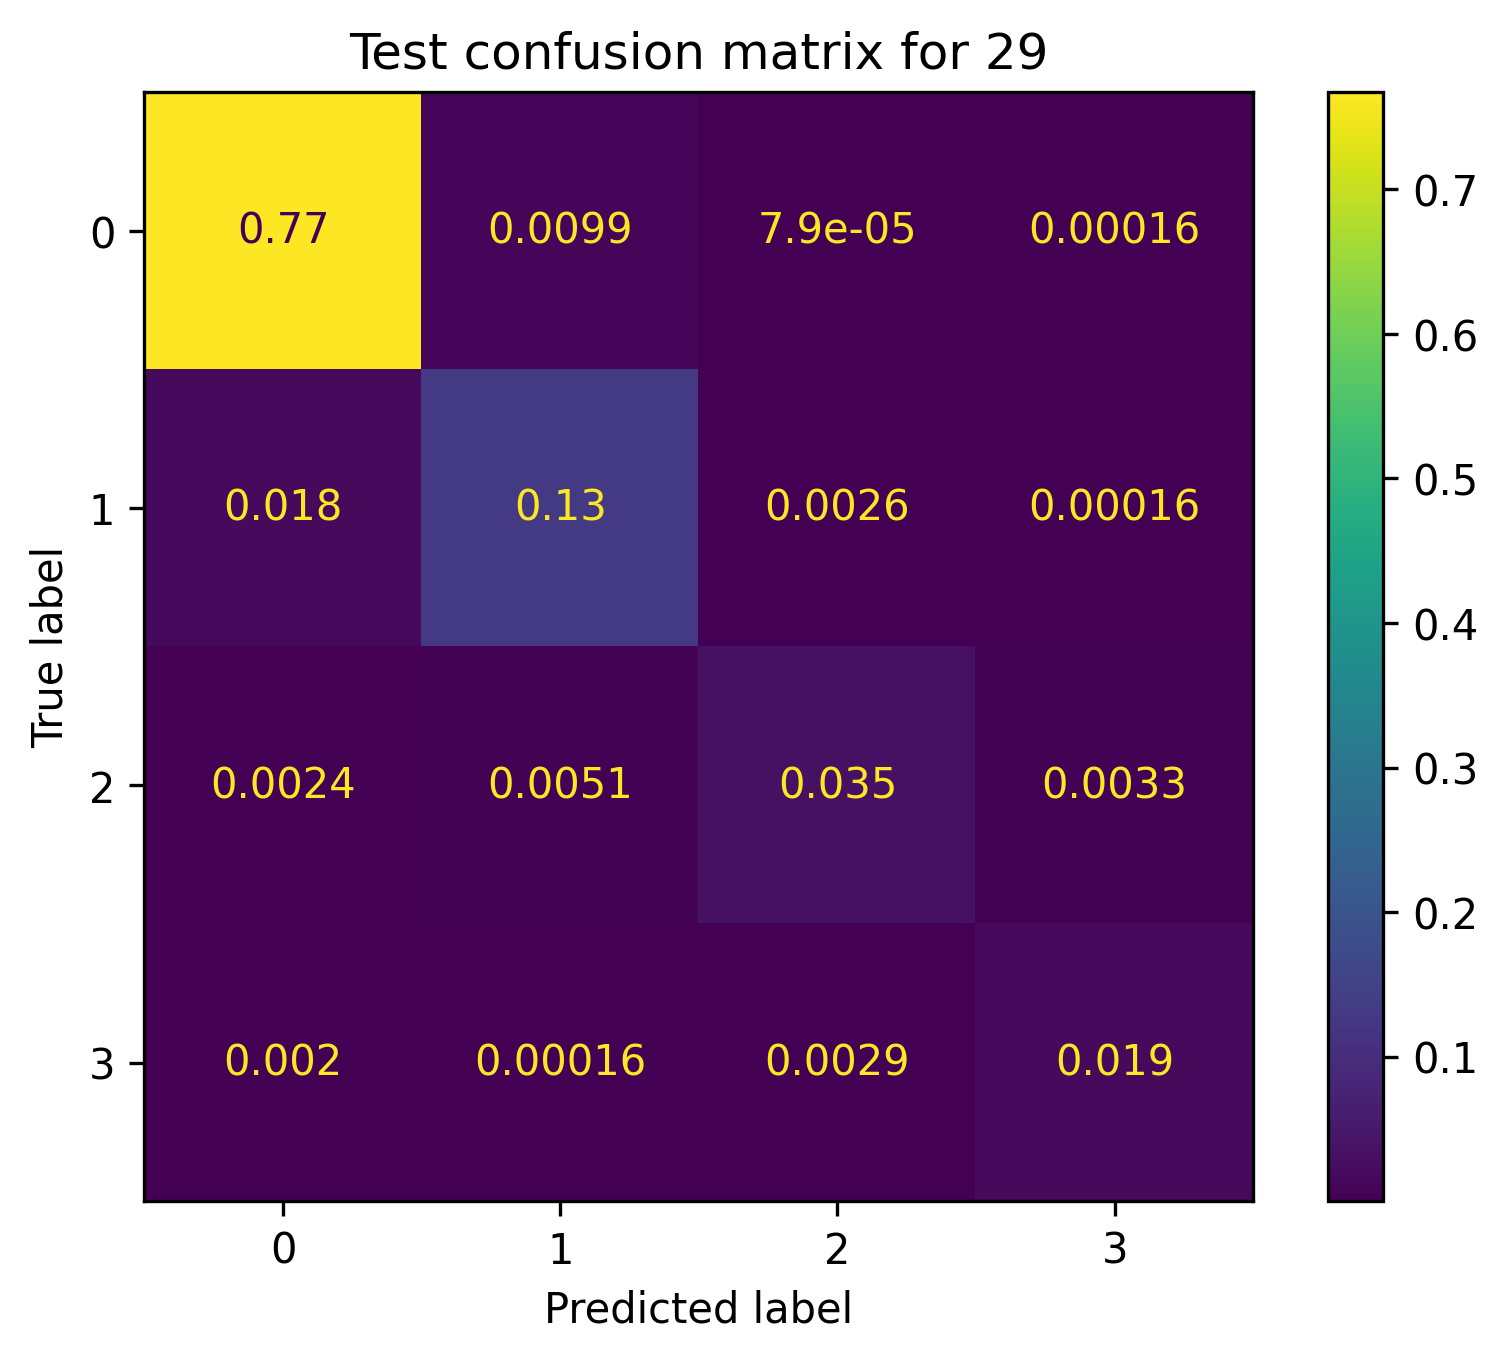 Test confusion matrix for 29
0 0.77 0.0099 7.9e-05 0.00016
1 0.018 0.13 0.0026 0.00016
2 0.0024 0.0051 0.035 0.0033
3 0.002 0.00016 0.0029 0.019
0 1 2 3
True label
Predicted label
0.7
0.6
0.5
0.4
0.3
0.2
0.1